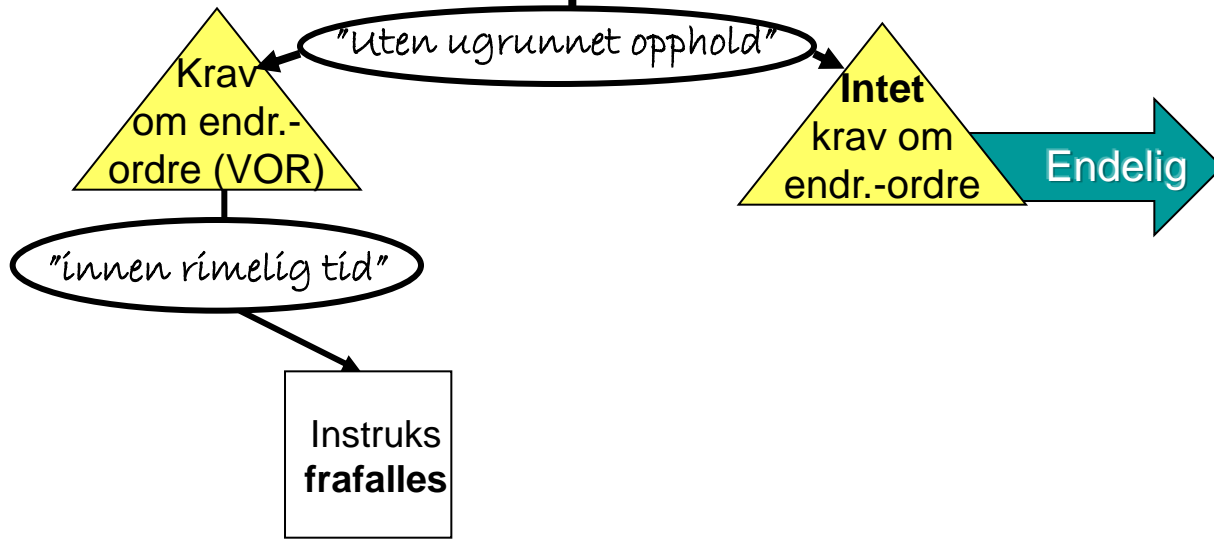 "Uten ugrunnet opphold"
Krav
om endr.-
ordre (VOR)
Intet
krav om
endr.-ordre
Endelig
"innen rimelig tid"
Instruks
frafalles